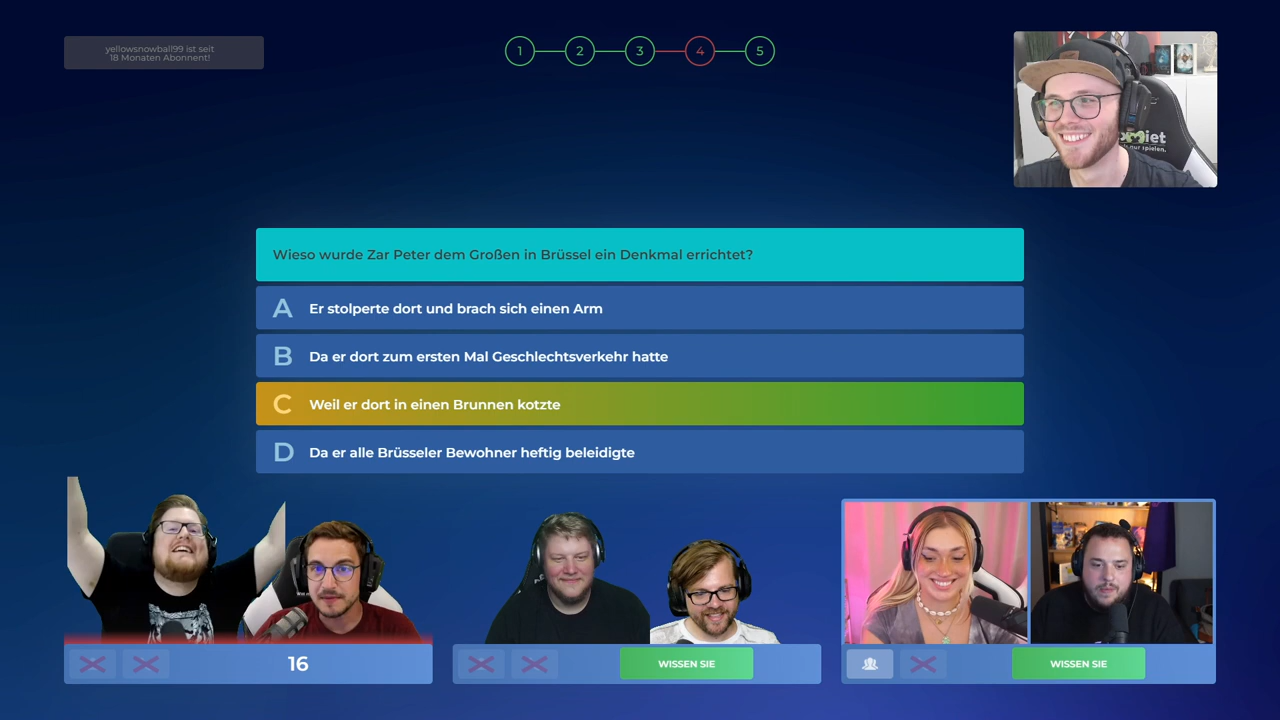 yellowsnowball99 ist seit
18 Monaten Abonnent!
1
2
3
4
5
Wieso wurde Zar Peter dem Großen in Brüssel ein Denkmal errichtet?
A Er stolperte dort und brach sich einen Arm
B Da er dort zum ersten Mal Geschlechtsverkehr hatte
C Weil er dort in einen Brunnen kotzte
D Da er alle Brüsseler Bewohner heftig beleidigte
16
WISSEN SIE
WISSEN SIE